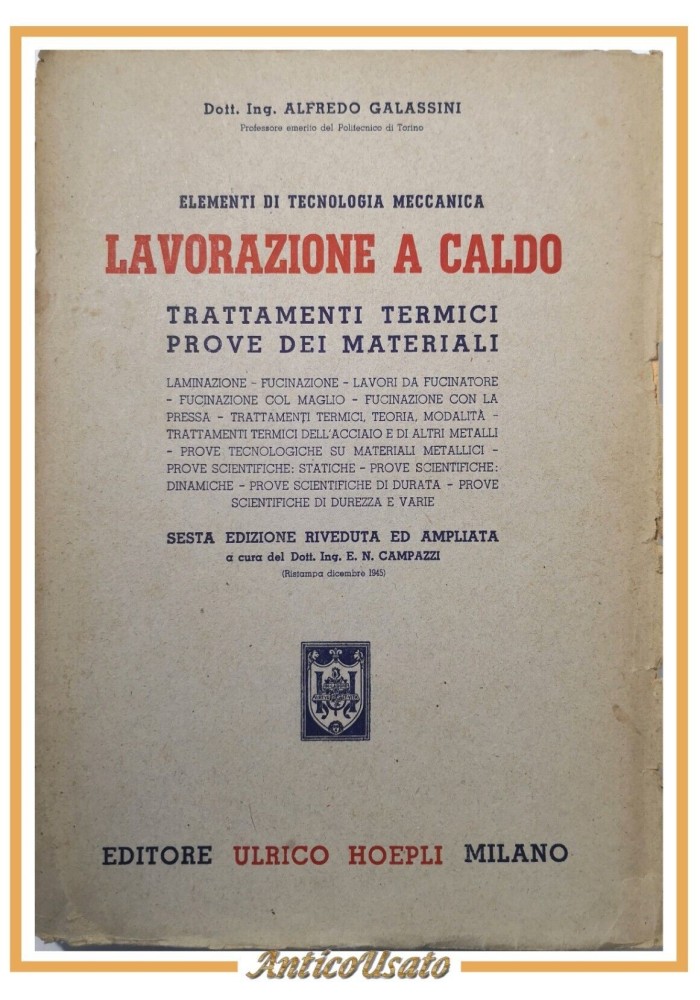 Dott. Ing. ALFREDO GALASSINI
Professore emerito del Politecnico di Torino
ELEMENTI DI TECNOLOGIA MECCANICA
LAVORAZIONE A CALDO
TRATTAMENTI TERMICI
PROVE DEI MATERIALI
LAMINAZIONE - FUCINAZIONE - LAVORI DA FUCINATORE
- FUCINAZIONE COL MAGLIO - FUCINAZIONE CON LA
PRESSA - TRATTAMENTI TERMICI, TEORIA, MODALITÀ -
TRATTAMENTI TERMICI DELL'ACCIAIO E DI ALTRI METALLI
- PROVE TECNOLOGICHE SU MATERIALI METALLICI -
PROVE SCIENTIFICHE: STATICHE - PROVE SCIENTIFICHE:
DINAMICHE - PROVE SCIENTIFICHE DI DURATA - PROVE
SCIENTIFICHE DI DUREZZA E VARIE
SESTA EDIZIONE RIVEDUTA ED AMPLIATA
a cura del Dott. Ing. E. N. CAMPAZZI
(Ristampa dicembre 1945)
EDITORE ULRICO HOEPLI MILANO
AnticoUsato